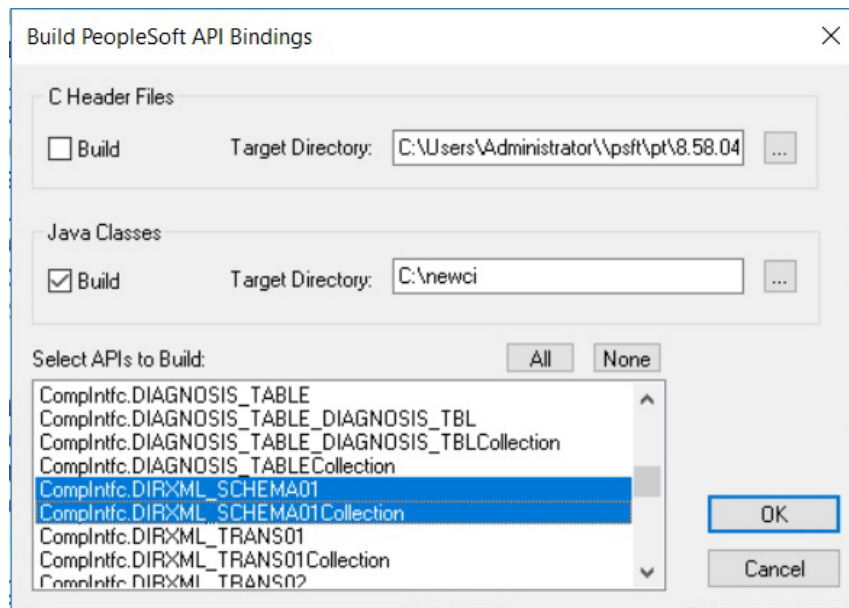 Build PeopleSoft API Bindings
C Header Files
Build Target Directory: C:\Users\Administrator\\psft\pt\8.58.04 ...
Java Classes
Build Target Directory: C:\newci ...
Select APIs to Build: All None
CompIntfc.DIAGNOSIS_TABLE
CompIntfc.DIAGNOSIS_TABLE_DIAGNOSIS_TBL
CompIntfc.DIAGNOSIS_TABLE_DIAGNOSIS_TBLCollection
CompIntfc.DIAGNOSIS_TABLECollection
CompIntfc.DIRXML_SCHEMA01
CompIntfc.DIRXML_SCHEMA01Collection
OK
CompIntfc.DIRXML_TRANS01
CompIntfc.DIRXML_TRANS01Collection
Cancel
CompIntfc.DIRXML_TRANS02